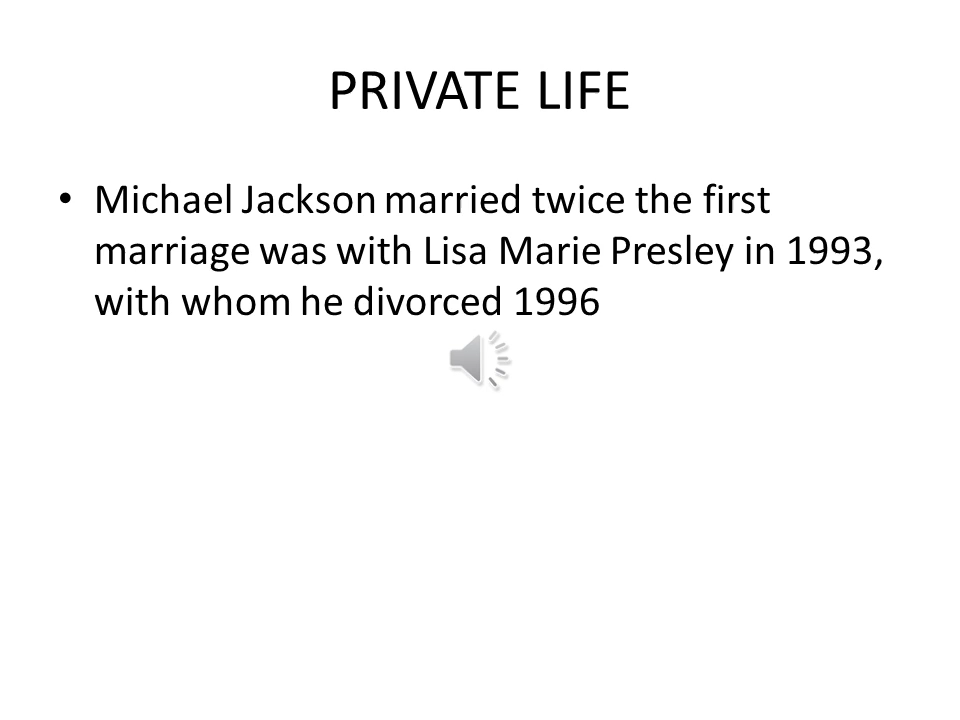 PRIVATE LIFE
• Michael Jackson married twice the first
marriage was with Lisa Marie Presley in 1993,
with whom he divorced 1996